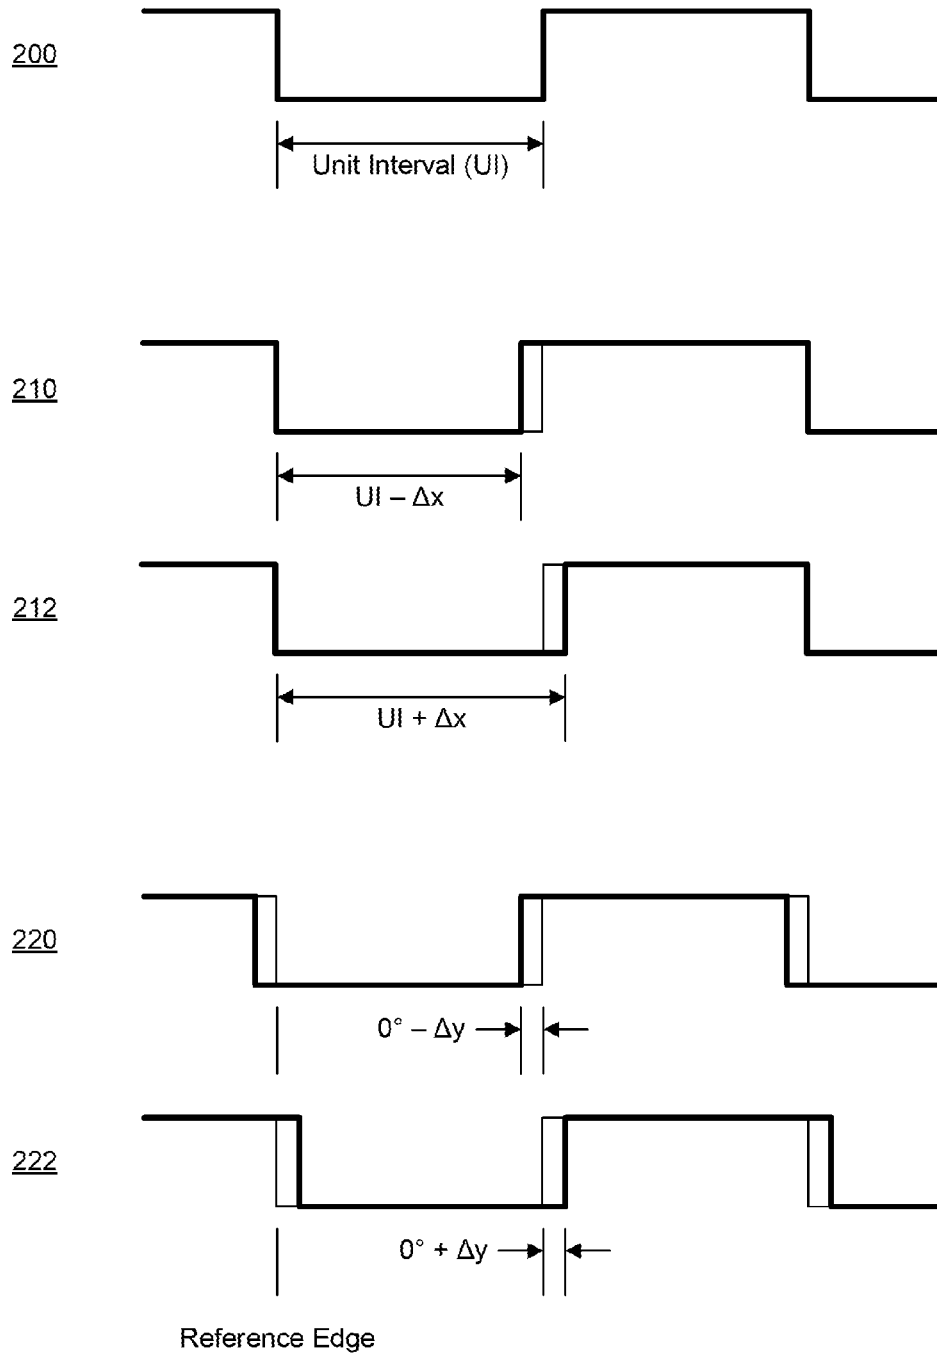 200
Unit Interval (UI)
210
UI – Δx
212
UI + Δx
220
0° – Δy
222
0° + Δy
Reference Edge